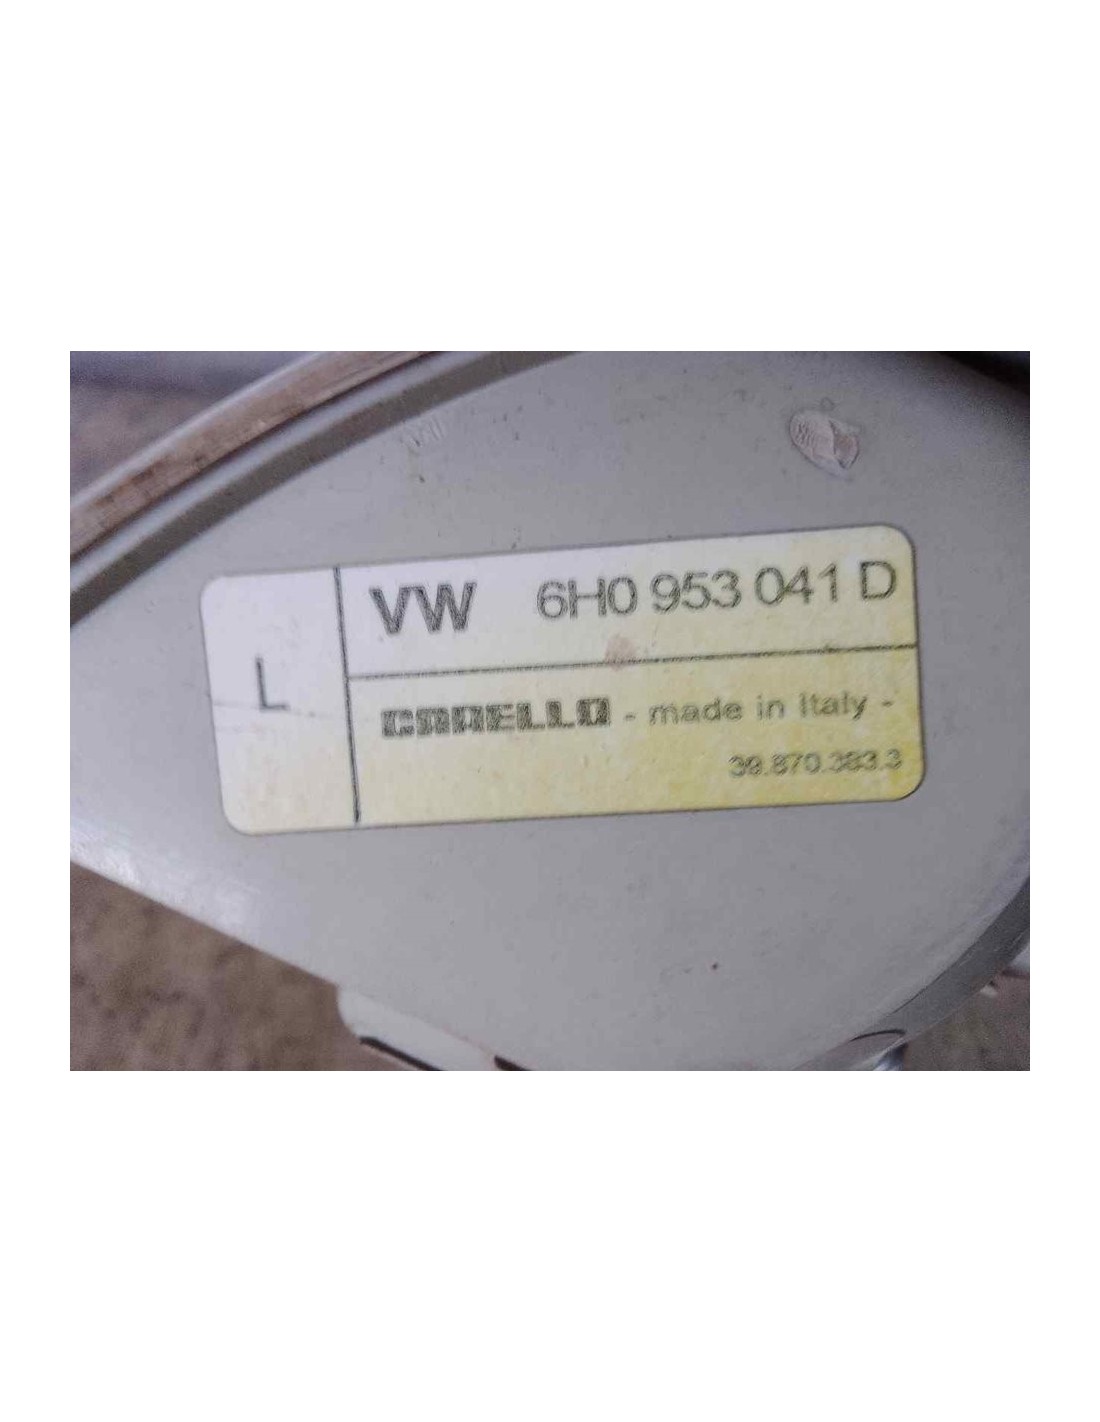 L
VW 6H0 953 041 D
CARELLO - made in Italy -
39.870.383.3